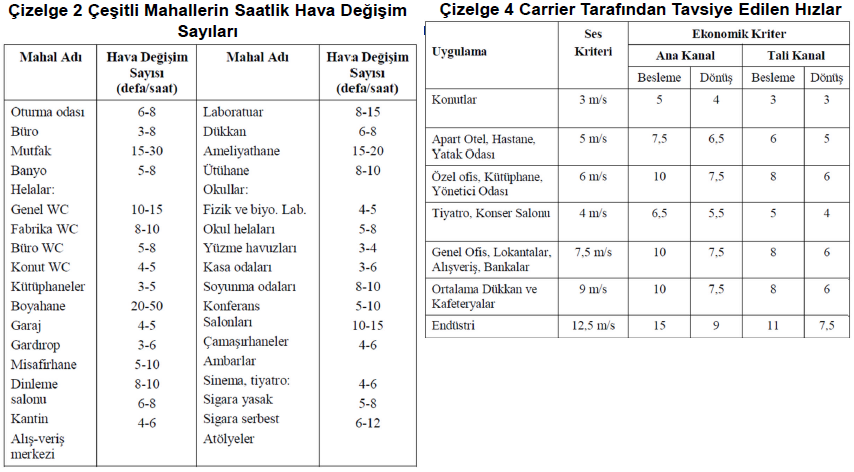 Çizelge 2 Çeşitli Mahallerin Saatlik Hava Değişim
Sayıları
Mahal Adı
Hava Değişim
Sayısı
(defa/saat)
Mahal Adı
Hava Değişim
Sayısı
(defa/saat)
Oturma odası 6-8 Laboratuar 8-15
Büro 3-8 Dükkan 6-8
Mutfak 15-30 Ameliyathane 15-20
Banyo 5-8 Ütühane 8-10
Helalar: Okullar:
Genel WC 10-15 Fizik ve biyo. Lab. 4-5
Fabrika WC 8-10 Okul helaları 5-8
Büro WC 5-8 Yüzme havuzları 3-4
Konut WC 4-5 Kasa odaları 3-6
Kütüphaneler 3-5 Soyunma odaları 8-10
Boyahane 20-50 Konferans 5-10
Garaj 4-5 Salonları 10-15
Gardırop 3-6 Çamaşırhaneler 4-6
Misafirhane 5-10 Ambarlar
Dinleme 8-10 Sinema, tiyatro: 4-6
salonu 6-8 Sigara yasak 5-8
Kantin 4-6 Sigara serbest 6-12
Alış-veriş Atölyeler
merkezi
Çizelge 4 Carrier Tarafından Tavsiye Edilen Hızlar
Uygulama
Ses
Kriteri
Ekonomik Kriter
Ana Kanal Tali Kanal
Besleme Dönüş Besleme Dönüş
Konutlar 3 m/s 5 4 3 3
Apart Otel, Hastane, 5 m/s 7,5 6,5 6 5
Yatak Odası
Özel ofis, Kütüphane, 6 m/s 10 7,5 8 6
Yönetici Odası
Tiyatro, Konser Salonu 4 m/s 6,5 5,5 5 4
Genel Ofis, Lokantalar, 7,5 m/s 10 7,5 8 6
Alışveriş, Bankalar
Ortalama Dükkan ve 9 m/s 10 7,5 8 6
Kafeteryalar
Endüstri 12,5 m/s 15 9 11 7,5